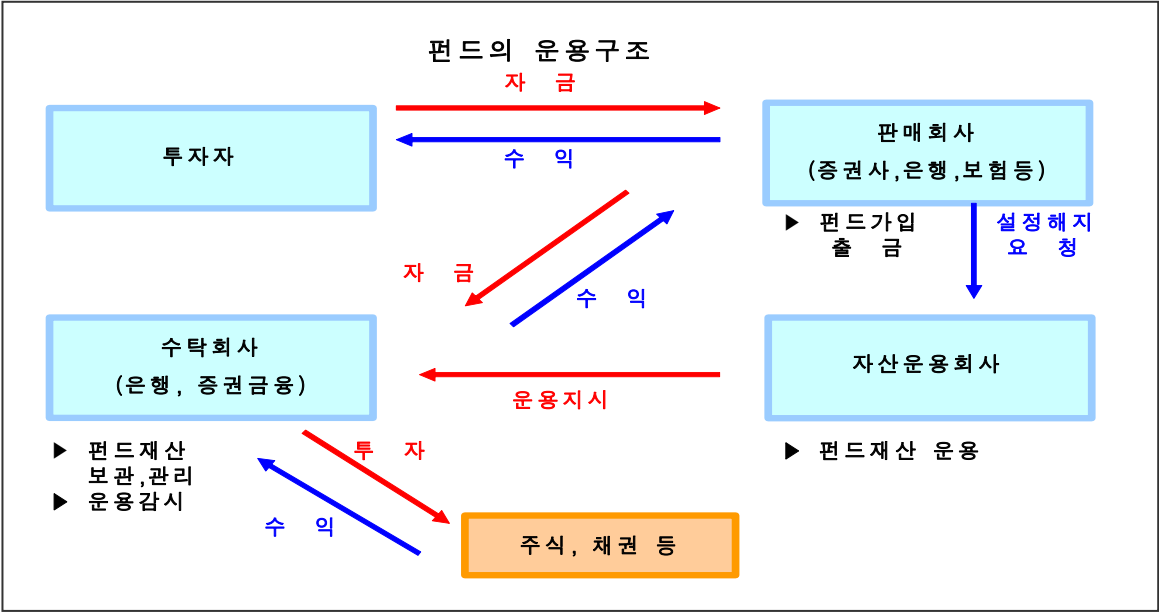 펀드의 운용구조
자 금
투자자
수 익
판매회사
(증권사,은행,보험등)
▶ 펀드가입
출 금
설정해지
요 청
자 금
수 익
수탁회사
(은행, 증권금융)
자산운용회사
운용지시
▶ 펀드재산
보관,관리
▶ 운용감시
투 자
수 익
▶ 펀드재산 운용
주식, 채권 등